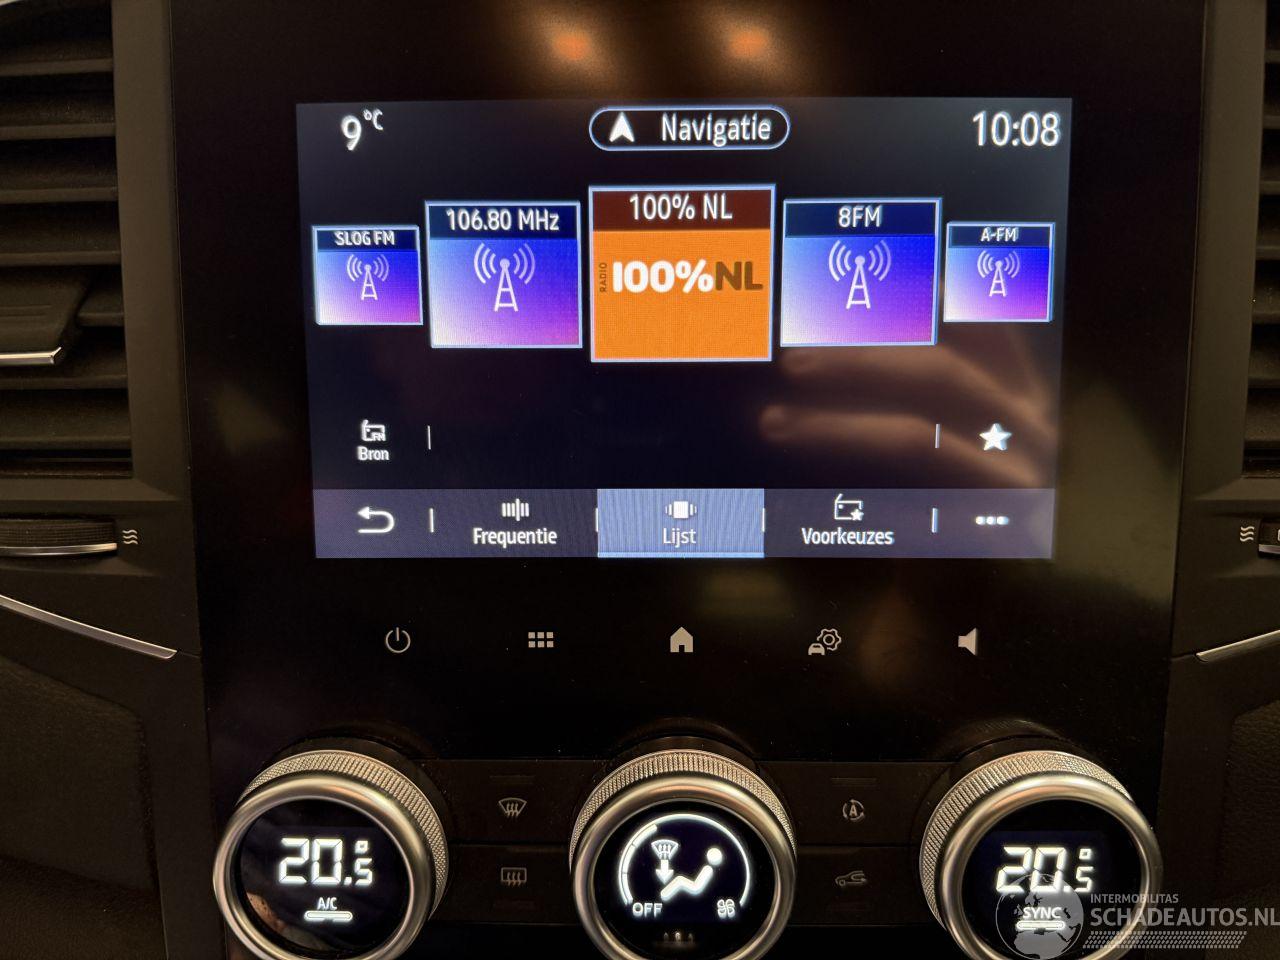 9°C
Navigatie
10:08
SLOG FM
106.80 MHz
100% NL
8FM
A-FM
RADIO 100%NL
FM
Bron
Frequentie
Lijst
Voorkeuzes
20.5°
A/C
OFF
A
20.5°
SYNC
INTERMOBILITAS
SCHADEAUTOS.NL